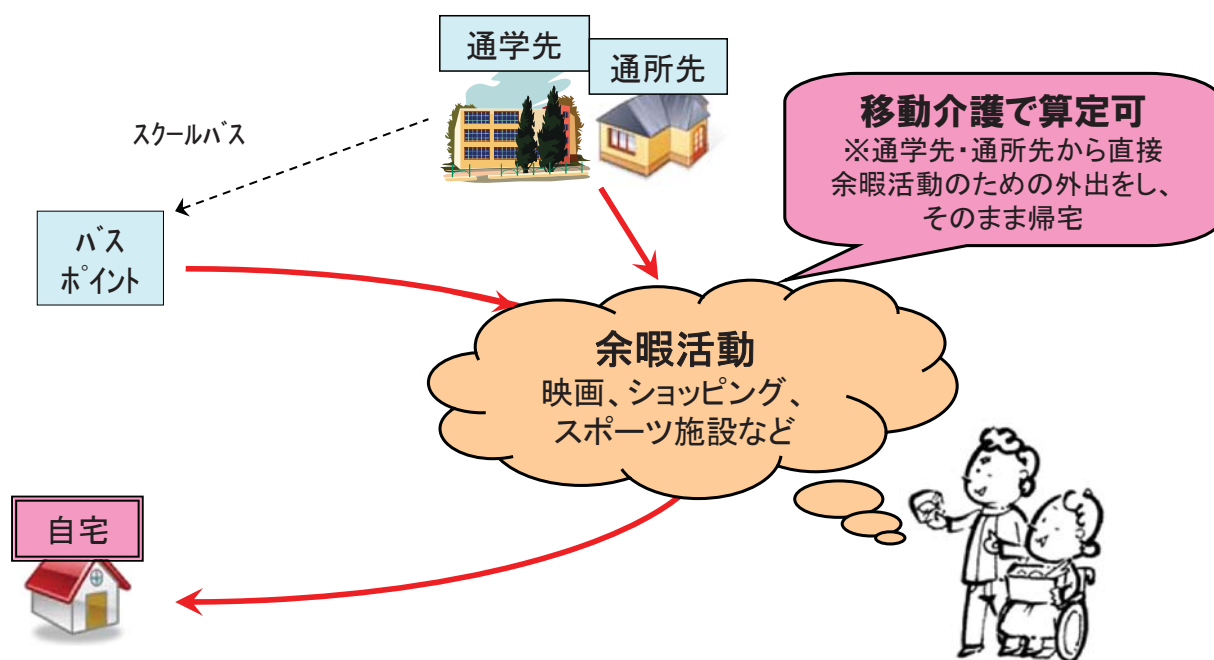 通学先
通所先
移動介護で算定可
※通学先・通所先から直接
余暇活動のための外出をし、
そのまま帰宅
スクールバス
バス
ポイント
余暇活動
映画、ショッピング、
スポーツ施設など
自宅